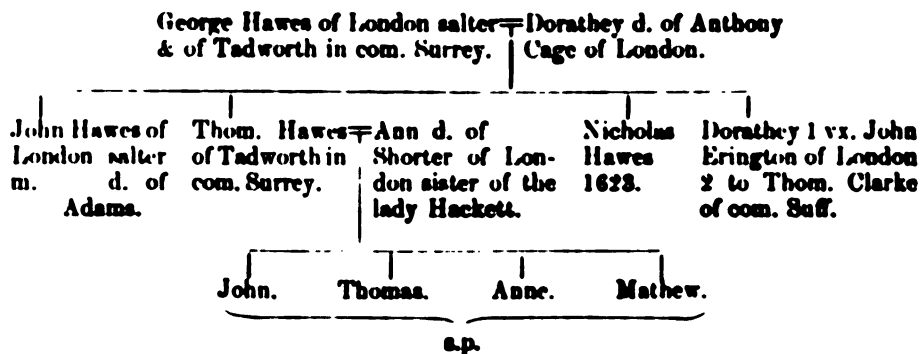 George Hawes of London salter = Dorathey d. of Anthony
& of Tadworth in com. Surrey. Cage of London.
John Hawes of
London salter
m. d. of
Adams.
Thom. Hawes =
of Tadworth in
com. Surrey.
Ann d. of
Shorter of Lon-
don sister of the
lady Hackett.
Nicholas
Hawes
1623.
Dorathey 1 vx. John
Erington of London
2 to Thom. Clarke
of com. Suff.
John. Thomas. Anne. Mathew.
s.p.